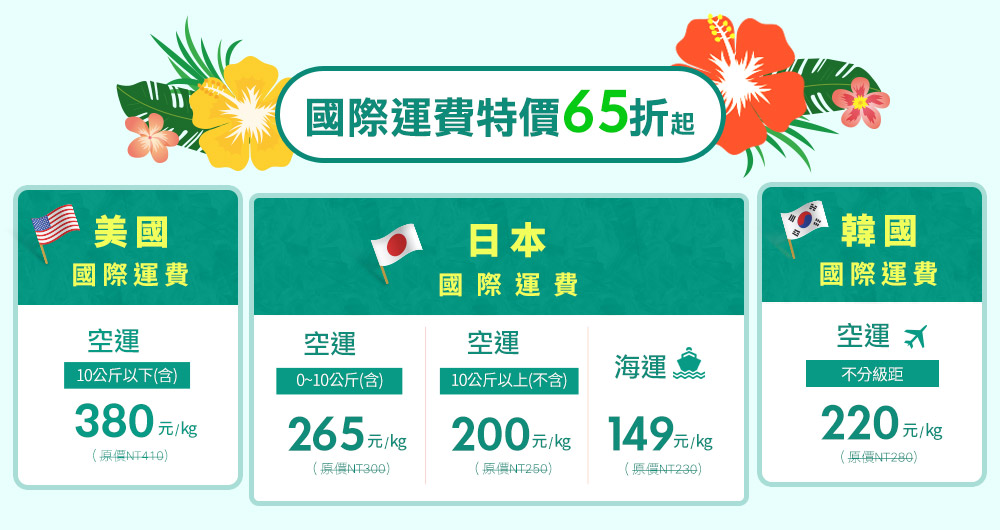 國際運費特價65折起
美國
國際運費
空運
10公斤以下(含)
380元/kg
(原價NT410)
日本
國際運費
空運
0~10公斤(含)
265元/kg
(原價NT300)
空運
10公斤以上(不含)
200元/kg
(原價NT250)
海運
149元/kg
(原價NT230)
韓國
國際運費
空運
不分級距
220元/kg
(原價NT280)